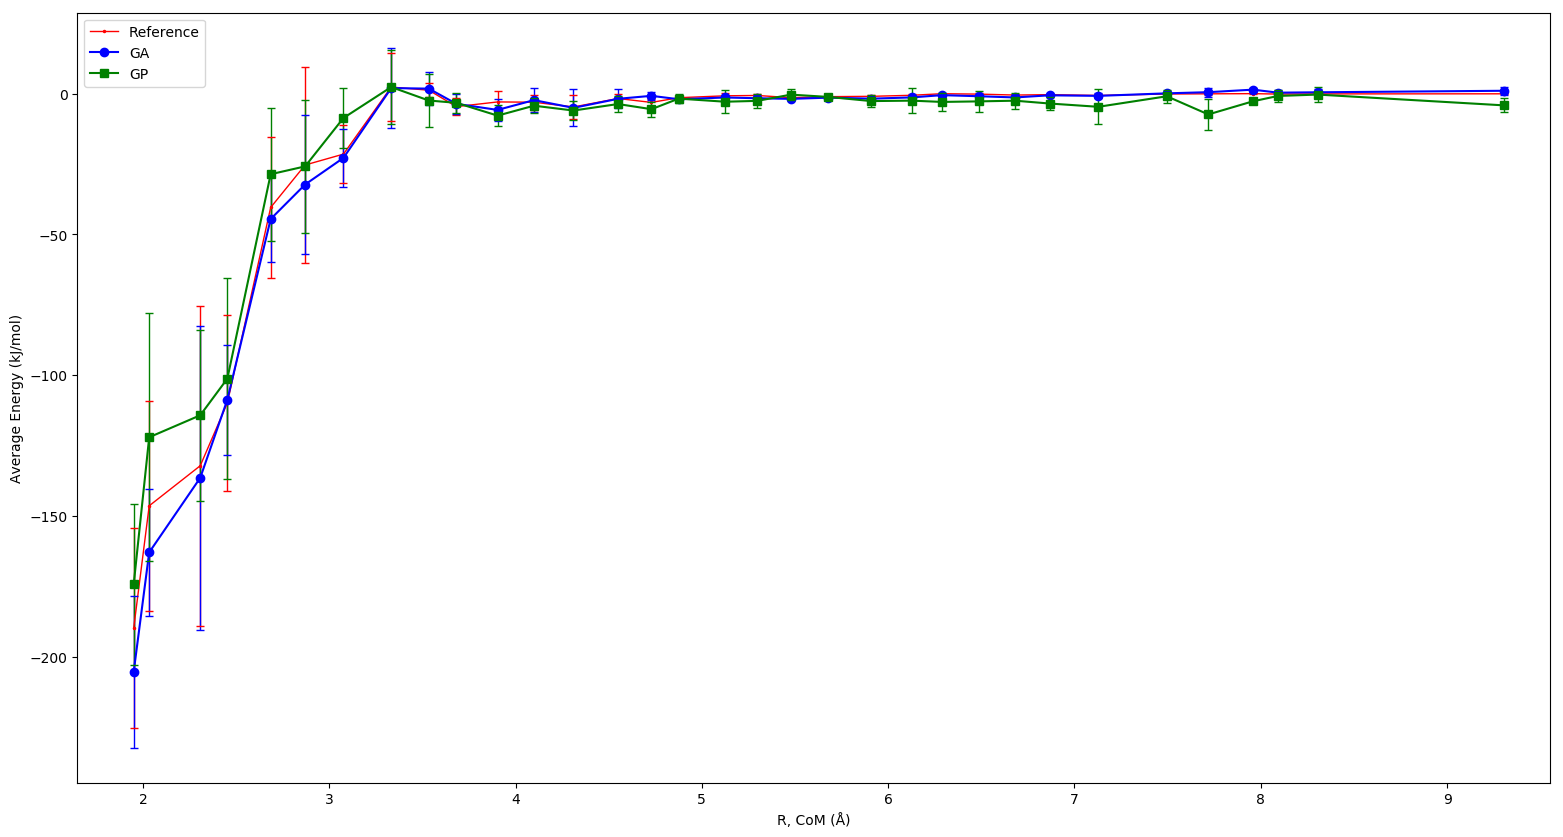 Reference
GA
GP
0
−50
−100
−150
−200
Average Energy (kJ/mol)
2 3 4 5 6 7 8 9
R, CoM (Å)